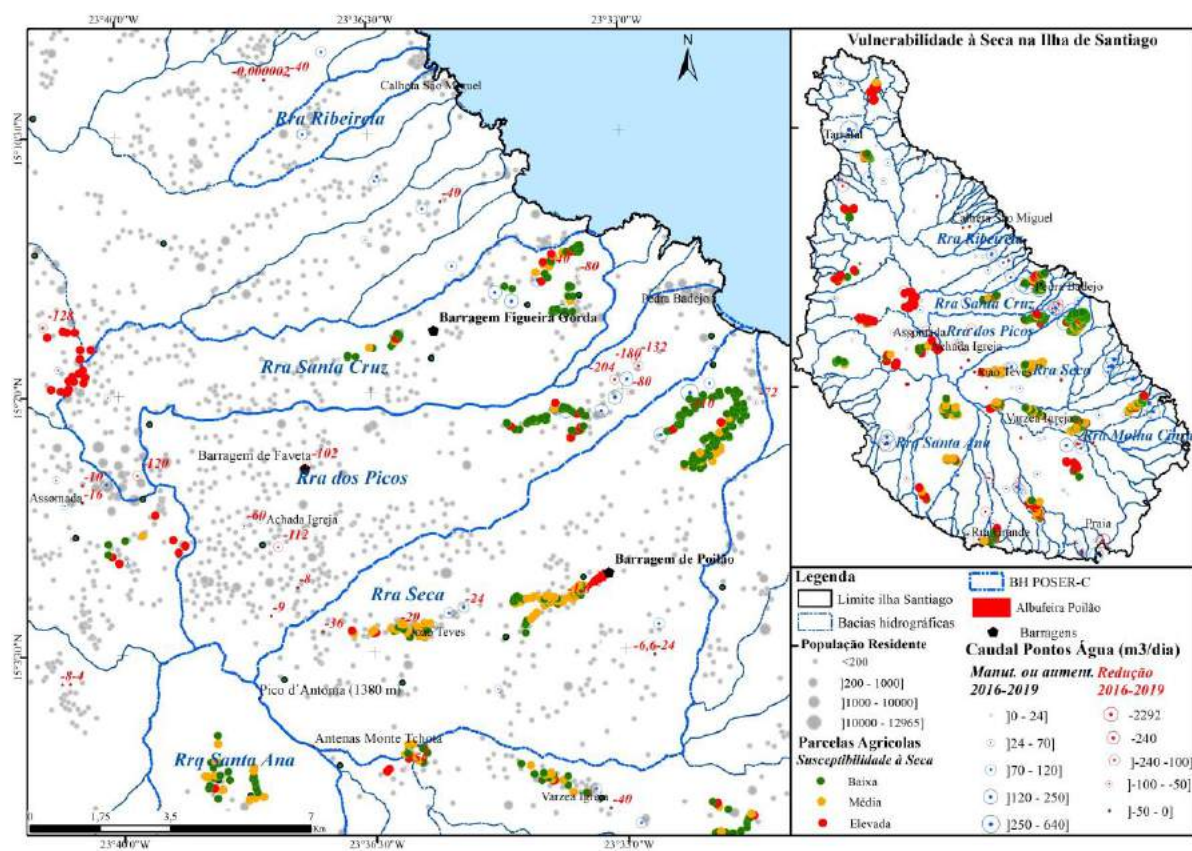 23°40'0"W
23°36'30"W
23°33'0"W
Vulnerabilidade à Seca na Ilha de Santiago
N
-0,000002
-40
Calheta São Miguel
Rra Ribeireta
15°10'30"N
-40
-40
-80
Pedra Badejo
Barragem Figueira Gorda
-128
-132
-180
Rra Santa Cruz
-204
-80
15°7'0"N
-72
-102
Barragem de Faveta
-120
Rra dos Picos
-10
-16
Assomada
-60
Achada Igreja
-112
Barragem de Poilão
-8
Rra Seca
-9
-24
-20
-36
João Teves
-6,6
-24
-8
-4
Pico d´Antónia (1380 m)
Antenas Monte Tchota
Rra Santa Ana
Varzea Igreja
-40
0
1,75
3,5
7
Km
23°40'0"W
23°36'30"W
23°33'0"W
Tarrafal
Calheta São Miguel
Rra Ribeireta
Pedra Badejo
Rra Santa Cruz
Rra dos Picos
Assomada
Achada Igreja
João Teves
Rra Seca
Varzea Igreja
Rra Santa Ana
Praia
Legenda
Limite ilha Santiago
Bacias hidrográficas
População Residente
<200
]200 - 1000]
]1000 - 10000]
]10000 - 12965]
Parcelas Agricolas
Susceptibilidade à Seca
Baixa
Média
Elevada
BH POSER-C
Albufeira Poilão
Barragens
Caudal Pontos Água (m3/dia)
Manut. ou aument.
2016-2019
]0 - 24]
]24 - 70]
]70 - 120]
]120 - 250]
]250 - 640]
Redução
2016-2019
-2292
-240
]-240 -100]
]-100 - -50]
]-50 - 0]